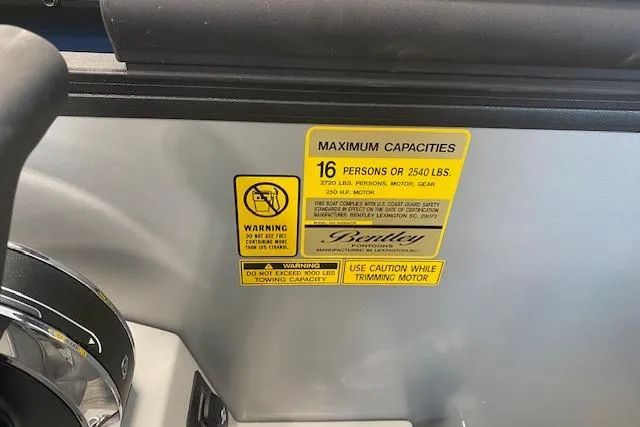 MAXIMUM CAPACITIES
16 PERSONS OR 2540 LBS.
2720 LBS, PERSONS, MOTOR, GEAR
250 H.P. MOTOR
THIS BOAT COMPLIES WITH U.S. COAST GUARD SAFETY
STANDARDS IN EFFECT ON THE DATE OF CERTIFICATION
MANUFACTURER: BENTLEY LEXINGTON SC, 29073
Bentley
PONTOONS
MANUFACTURED IN LEXINGTON SC.
WARNING
DO NOT USE FUEL
CONTAINING MORE
THAN 10% ETHANOL
WARNING
DO NOT EXCEED 1000 LBS
TOWING CAPACITY
USE CAUTION WHILE
TRIMMING MOTOR